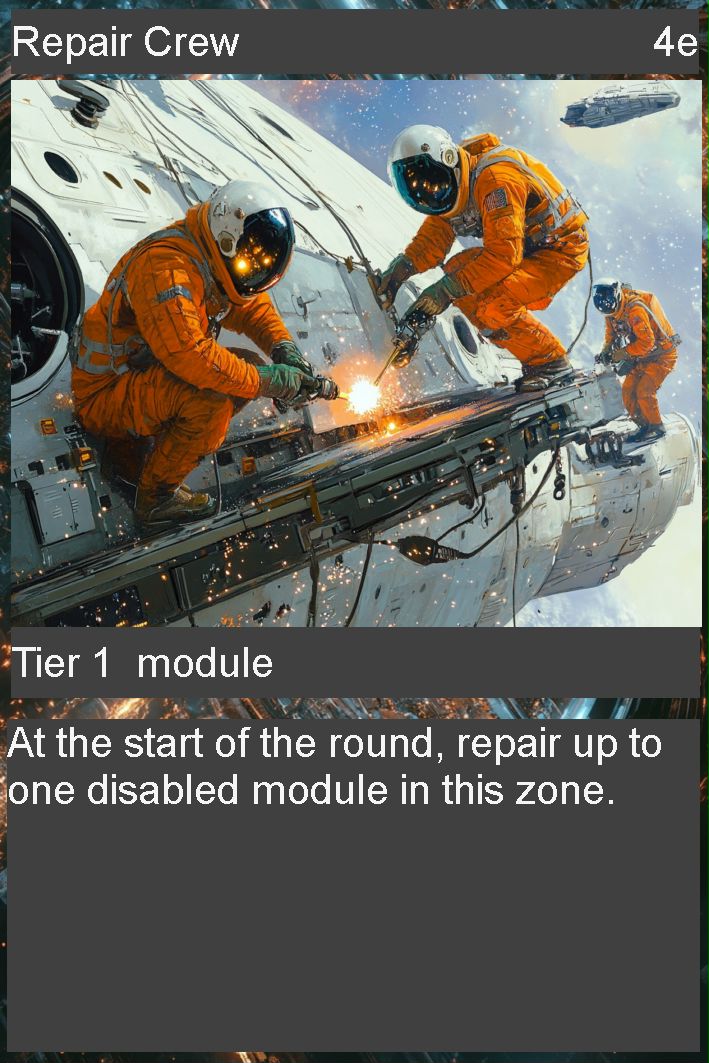 Repair Crew 4e
Tier 1 module
At the start of the round, repair up to
one disabled module in this zone.